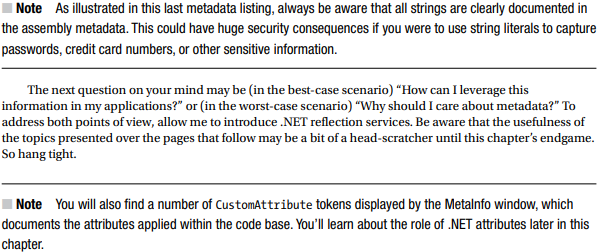 ■ Note As illustrated in this last metadata listing, always be aware that all strings are clearly documented in
the assembly metadata. This could have huge security consequences if you were to use string literals to capture
passwords, credit card numbers, or other sensitive information.
The next question on your mind may be (in the best-case scenario) “How can I leverage this
information in my applications?” or (in the worst-case scenario) “Why should I care about metadata?” To
address both points of view, allow me to introduce .NET reflection services. Be aware that the usefulness of
the topics presented over the pages that follow may be a bit of a head-scratcher until this chapter’s endgame.
So hang tight.
■ Note You will also find a number of CustomAttribute tokens displayed by the MetaInfo window, which
documents the attributes applied within the code base. You’ll learn about the role of .NET attributes later in this
chapter.